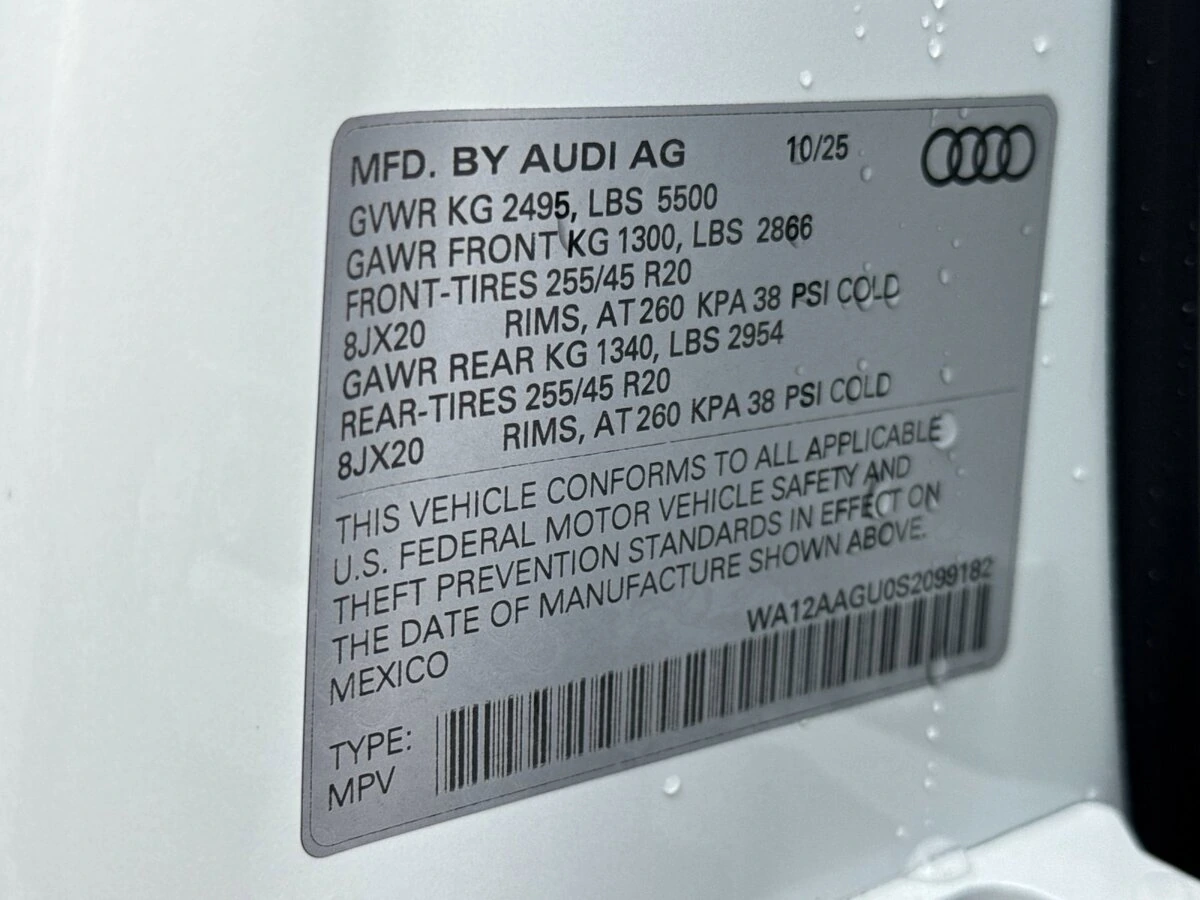 MFD. BY AUDI AG 10/25
GVWR KG 2495, LBS 5500
GAWR FRONT KG 1300, LBS 2866
FRONT-TIRES 255/45 R20
8JX20 RIMS, AT 260 KPA 38 PSI COLD
GAWR REAR KG 1340, LBS 2954
REAR-TIRES 255/45 R20
8JX20 RIMS, AT 260 KPA 38 PSI COLD
THIS VEHICLE CONFORMS TO ALL APPLICABLE
U.S. FEDERAL MOTOR VEHICLE SAFETY AND
THEFT PREVENTION STANDARDS IN EFFECT ON
THE DATE OF MANUFACTURE SHOWN ABOVE.
MEXICO WA12AAGU0S2099182
TYPE:
MPV